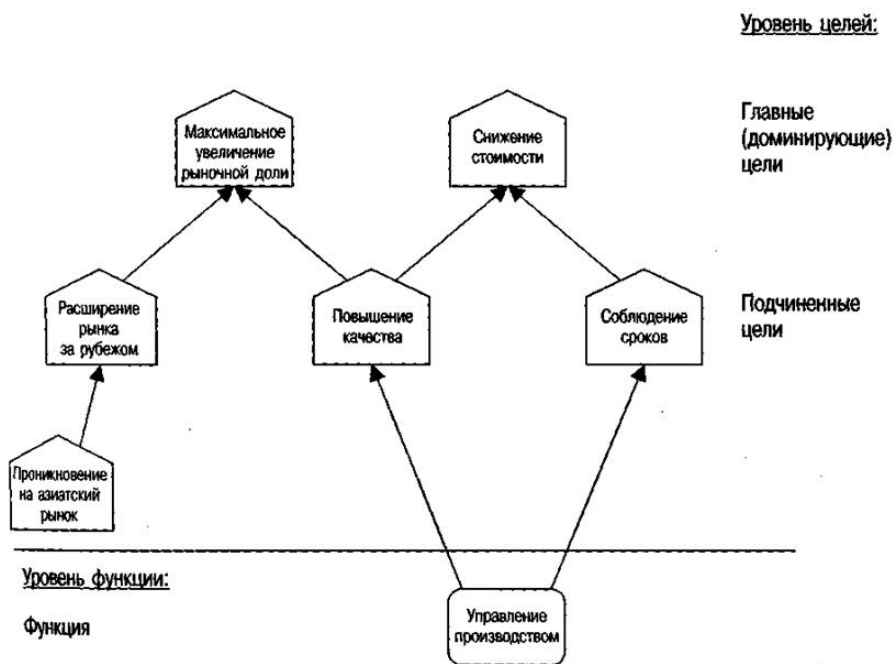 Уровень целей:
Максимальное
увеличение
рыночной доли
Снижение
стоимости
Главные
(доминирующие)
цели
Расширение
рынка
за рубежом
Повышение
качества
Соблюдение
сроков
Подчиненные
цели
Проникновение
на азиатский
рынок
Уровень функции:
Функция
Управление
производством